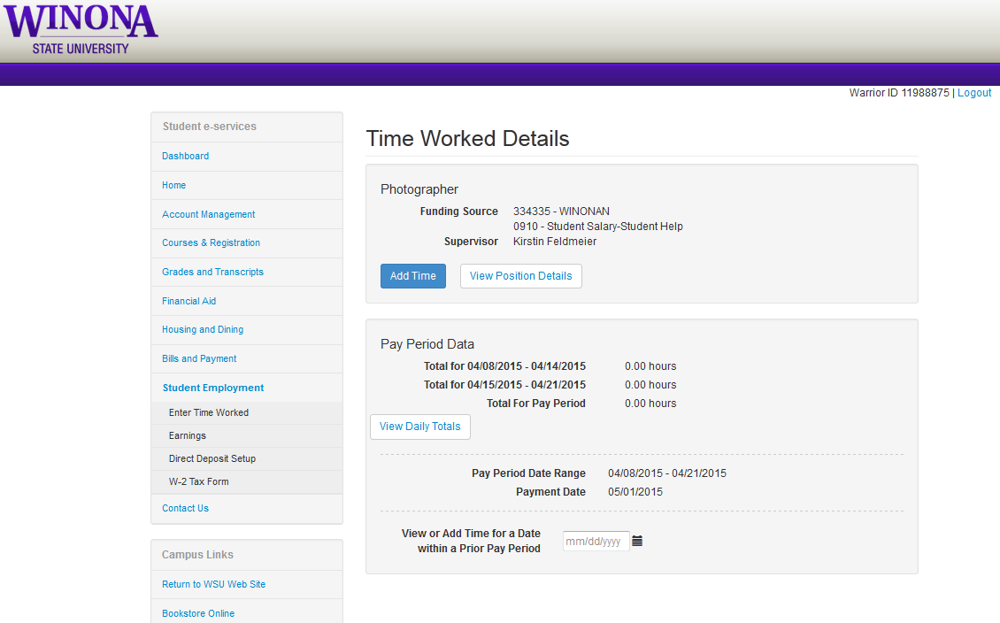 WINONA
STATE UNIVERSITY
Warrior ID 11988875 | Logout
Student e-services
Dashboard
Home
Account Management
Courses & Registration
Grades and Transcripts
Financial Aid
Housing and Dining
Bills and Payment
Student Employment
Enter Time Worked
Earnings
Direct Deposit Setup
W-2 Tax Form
Contact Us
Campus Links
Return to WSU Web Site
Bookstore Online
Time Worked Details
Photographer
Funding Source 334335 - WINONAN
0910 - Student Salary-Student Help
Supervisor Kirstin Feldmeier
Add Time View Position Details
Pay Period Data
Total for 04/08/2015 - 04/14/2015 0.00 hours
Total for 04/15/2015 - 04/21/2015 0.00 hours
Total For Pay Period 0.00 hours
View Daily Totals
Pay Period Date Range 04/08/2015 - 04/21/2015
Payment Date 05/01/2015
View or Add Time for a Date
within a Prior Pay Period mm/dd/yyyy